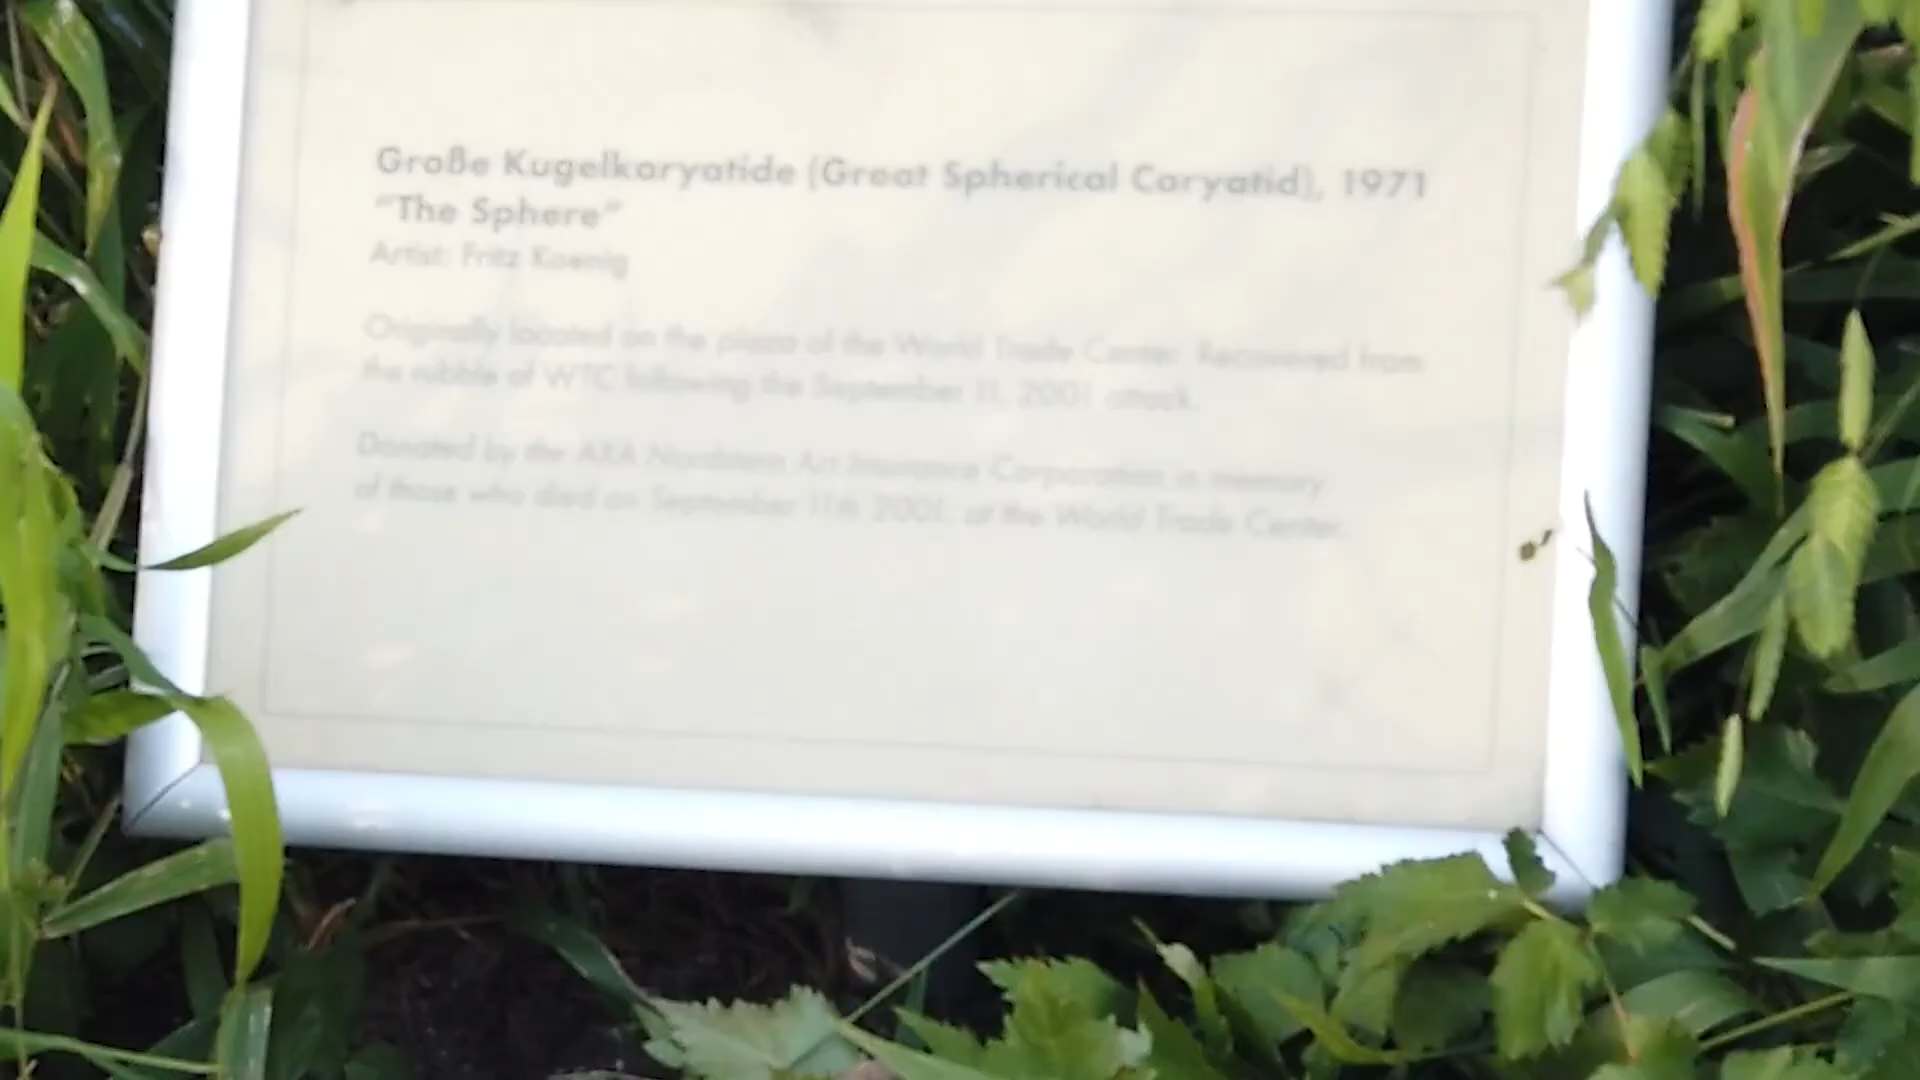 Große Kugelkaryatide (Great Spherical Caryatid), 1971
"The Sphere"
Artist: Fritz Koenig
Originally located on the plaza of the World Trade Center. Recovered from
the rubble of WTC following the September 11, 2001 attack.
Donated by the AXA Nordstern Art Insurance Corporation in memory
of those who died on September 11th 2001 at the World Trade Center.